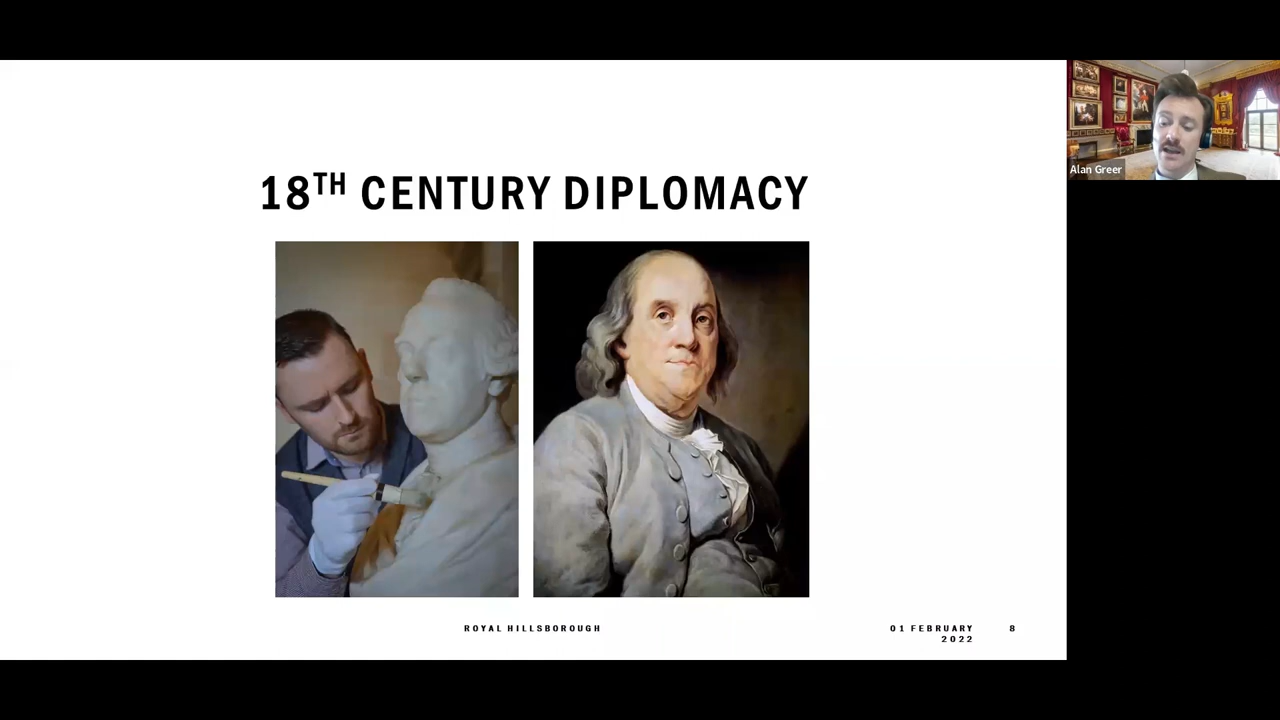 18TH CENTURY DIPLOMACY
Alan Greer
ROYAL HILLSBOROUGH
01 FEBRUARY
2022
8